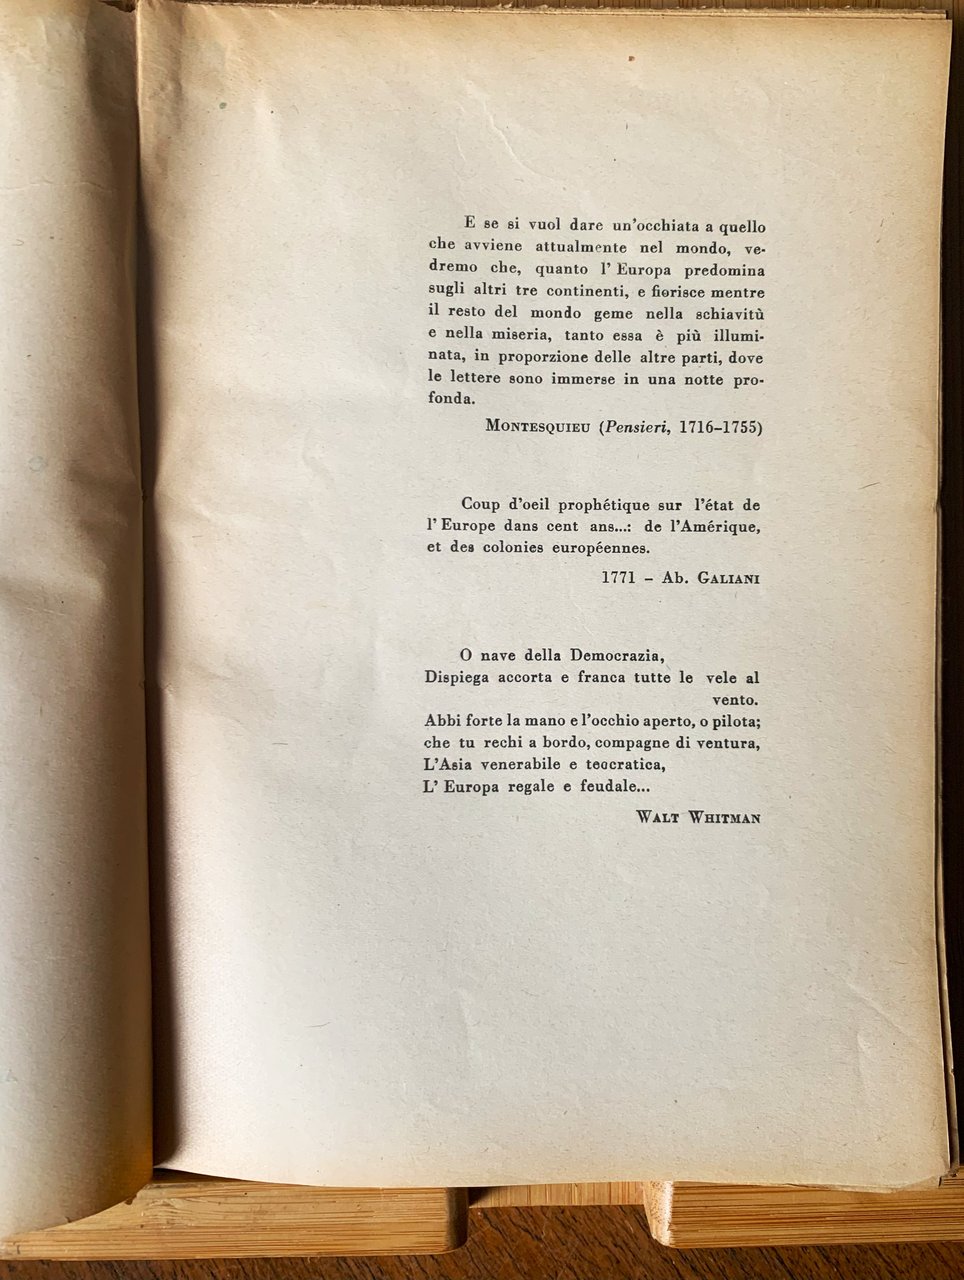 E se si vuol dare un'occhiata a quello
che avviene attualmente nel mondo, ve-
dremo che, quanto l' Europa predomina
sugli altri tre continenti, e fiorisce mentre
il resto del mondo geme nella schiavitù
e nella miseria, tanto essa è più illumi-
nata, in proporzione delle altre parti, dove
le lettere sono immerse in una notte pro-
fonda.
MONTESQUIEU (Pensieri, 1716-1755)
Coup d'oeil prophétique sur l'état de
l' Europe dans cent ans...: de l'Amérique,
et des colonies européennes.
1771 - Ab. GALIANI
O nave della Democrazia,
Dispiega accorta e franca tutte le vele al
vento.
Abbi forte la mano e l'occhio aperto, o pilota;
che tu rechi a bordo, compagne di ventura,
L'Asia venerabile e teocratica,
L' Europa regale e feudale...
WALT WHITMAN